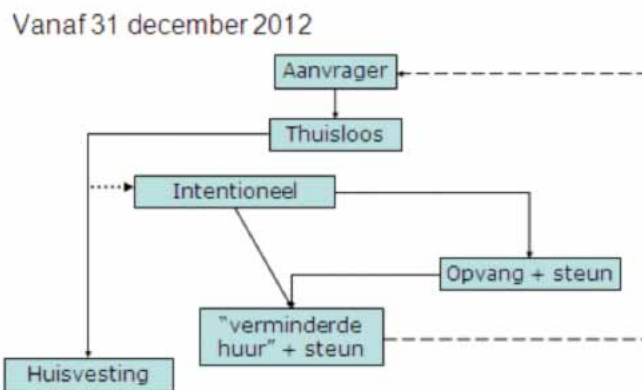 Vanaf 31 december 2012
Aanvrager
Thuisloos
Intentioneel
Opvang + steun
"verminderde
huur" + steun
Huisvesting